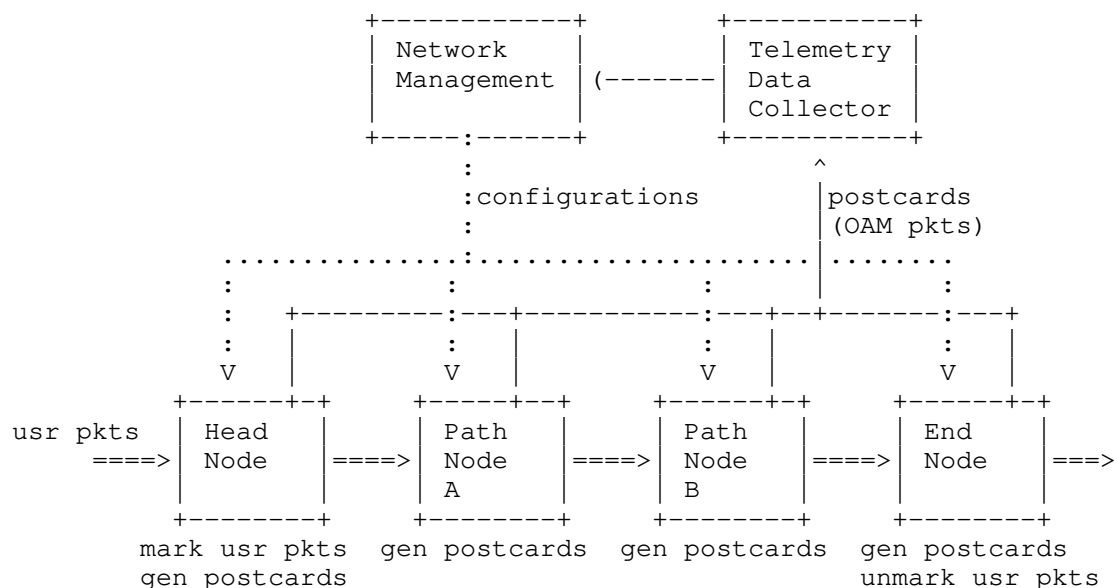 Network Telemetry
Management Data
Collector
configurations postcards
(OAM pkts)
V V V V
usr pkts Head Path Path End
Node Node Node Node
A B
mark usr pkts gen postcards gen postcards gen postcards
gen postcards unmark usr pkts